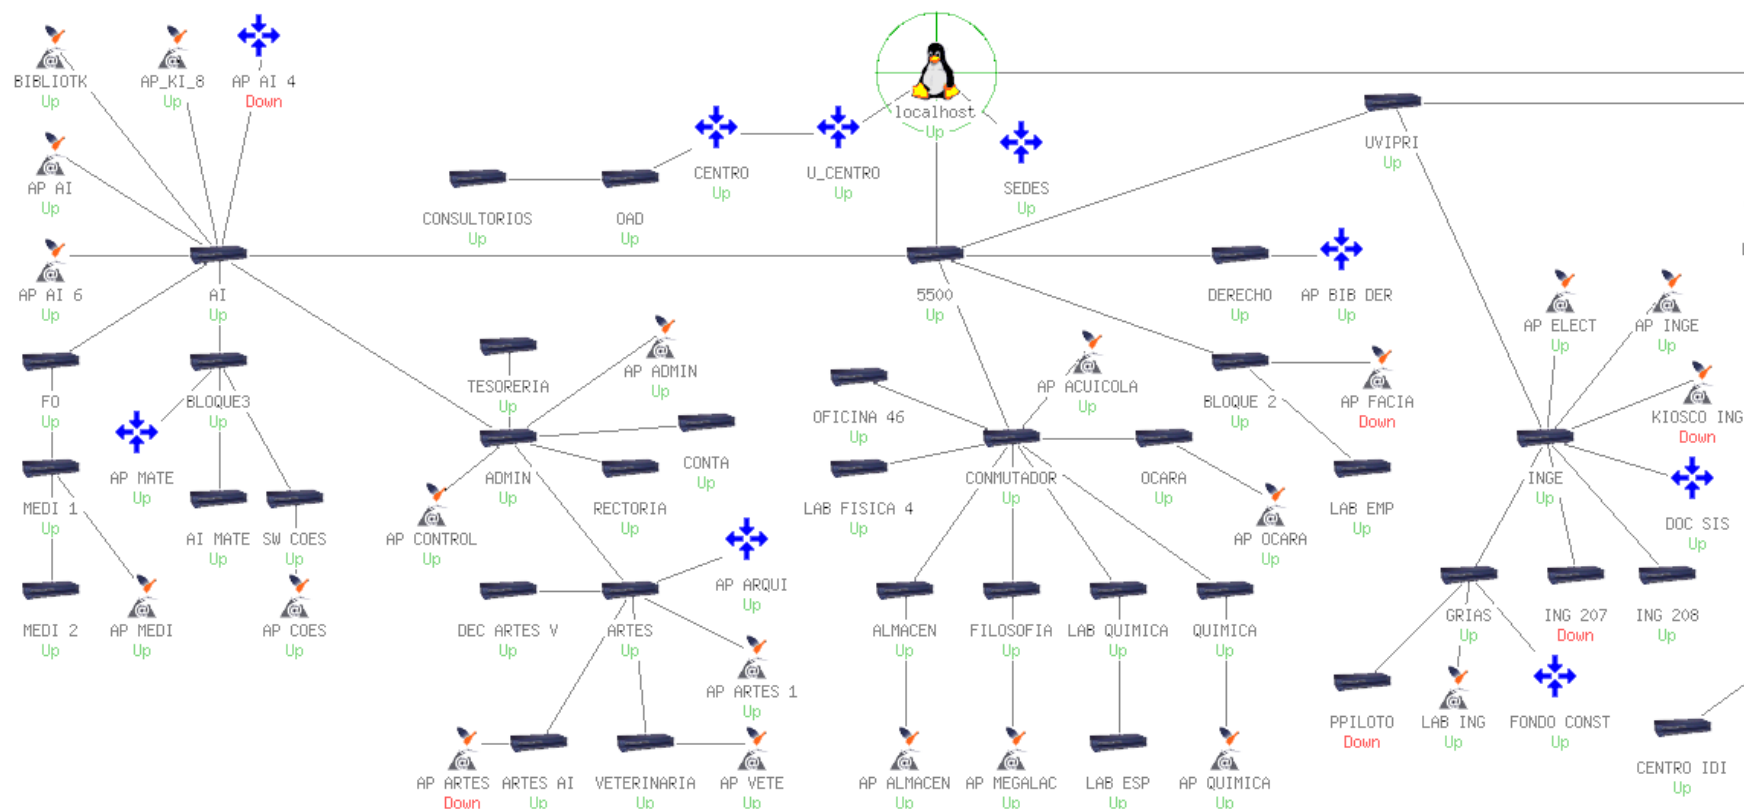 BIBLIOTK
Up
AP_KI_8
Up
AP AI 4
Down
localhost
Up
UVIPRI
Up
CENTRO
Up
U_CENTRO
Up
SEDES
Up
AP AI
Up
CONSULTORIOS
Up
OAD
Up
AP AI 6
Up
AI
Up
5500
Up
DERECHO
Up
AP BIB DER
Up
AP ELECT
Up
AP INGE
Up
FO
Up
BLOQUE3
Up
TESORERIA
Up
AP ADMIN
Up
OFICINA 46
Up
AP ACUICOLA
Up
BLOQUE 2
Up
AP FACIA
Down
KIOSCO ING
Down
AP MATE
Up
MEDI 1
Up
AI MATE
Up
SW COES
Up
AP CONTROL
Up
ADMIN
Up
RECTORIA
Up
CONTA
Up
LAB FISICA 4
Up
CONMUTADOR
Up
OCARA
Up
AP OCARA
Up
LAB EMP
Up
INGE
Up
DOC SIS
Up
MEDI 2
Up
AP MEDI
Up
AP COES
Up
DEC ARTES V
Up
ARTES
Up
AP ARQUI
Up
ALMACEN
Up
FILOSOFIA
Up
LAB QUIMICA
Up
QUIMICA
Up
GRIAS
Up
ING 207
Down
ING 208
Up
AP ARTES 1
Up
PPILOTO
Down
LAB ING
Up
FONDO CONST
Up
AP ARTES
Down
ARTES AI
Up
VETERINARIA
Up
AP VETE
Up
AP ALMACEN
Up
AP MEGALAC
Up
LAB ESP
Up
AP QUIMICA
Up
CENTRO IDI
Up